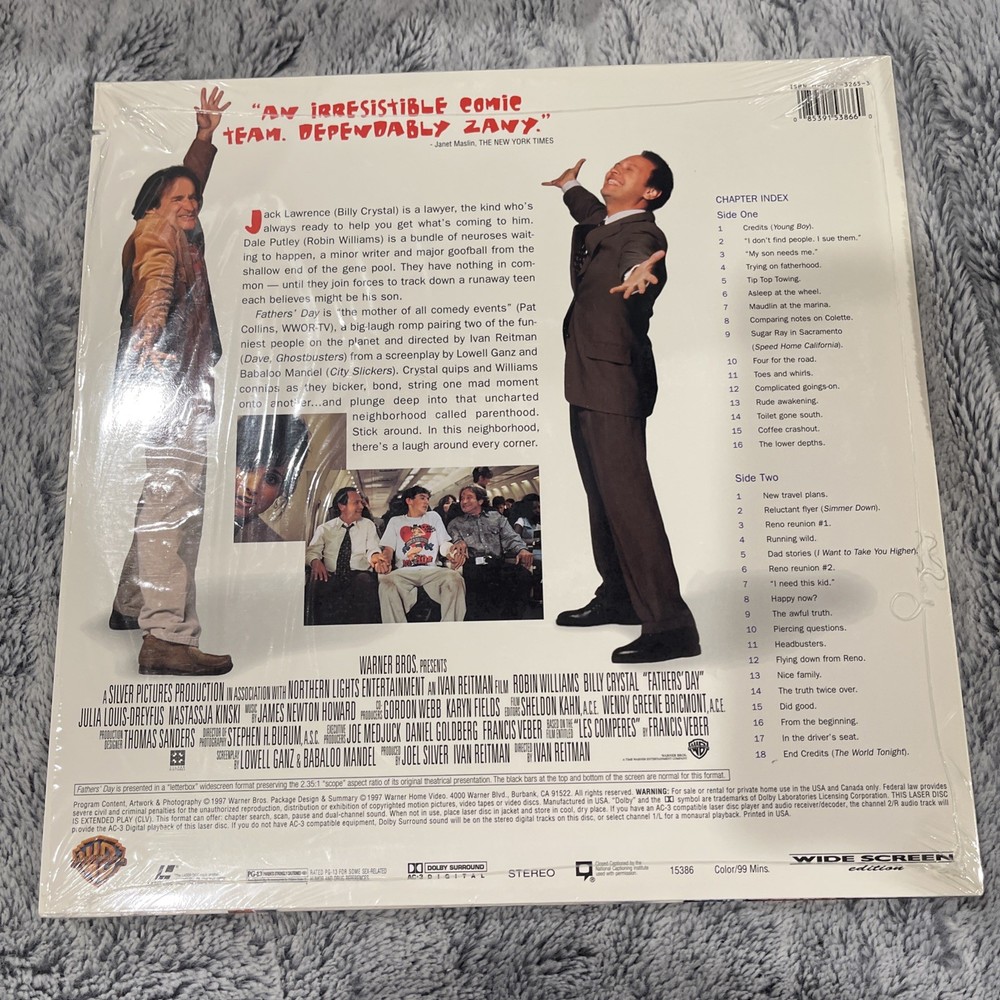 "AN IRRESISTIBLE COMIC
TEAM. DEPENDABLY ZANY."
- Janet Maslin, THE NEW YORK TIMES
Jack Lawrence (Billy Crystal) is a lawyer, the kind who's
always ready to help you get what's coming to him.
Dale Putley (Robin Williams) is a bundle of neuroses wait-
ing to happen, a minor writer and major goofball from the
shallow end of the gene pool. They have nothing in com-
mon — until they join forces to track down a runaway teen
each believes might be his son.
Fathers' Day is "the mother of all comedy events" (Pat
Collins, WWOR-TV), a big-laugh romp pairing two of the fun-
niest people on the planet and directed by Ivan Reitman
(Dave, Ghostbusters) from a screenplay by Lowell Ganz and
Babaloo Mandel (City Slickers). Crystal quips and Williams
connips as they bicker, bond, string one mad moment
onto another...and plunge deep into that uncharted
neighborhood called parenthood.
Stick around. In this neighborhood,
there's a laugh around every corner.
0 85391 53866 0
CHAPTER INDEX
Side One
1 Credits (Young Boy).
2 "I don't find people. I sue them."
3 "My son needs me."
4 Trying on fatherhood.
5 Tip Top Towing.
6 Asleep at the wheel.
7 Maudlin at the marina.
8 Comparing notes on Colette.
9 Sugar Ray in Sacramento
(Speed Home California).
10 Four for the road.
11 Toes and whirls.
12 Complicated goings-on.
13 Rude awakening.
14 Toilet gone south.
15 Coffee crashout.
16 The lower depths.
Side Two
1 New travel plans.
2 Reluctant flyer (Simmer Down).
3 Reno reunion #1.
4 Running wild.
5 Dad stories (I Want to Take You Higher).
6 Reno reunion #2.
7 "I need this kid."
8 Happy now?
9 The awful truth.
10 Piercing questions.
11 Headbusters.
12 Flying down from Reno.
13 Nice family.
14 The truth twice over.
15 Did good.
16 From the beginning.
17 In the driver's seat.
18 End Credits (The World Tonight).
WARNER BROS. PRESENTS
A SILVER PICTURES PRODUCTION IN ASSOCIATION WITH NORTHERN LIGHTS ENTERTAINMENT AN IVAN REITMAN FILM ROBIN WILLIAMS BILLY CRYSTAL "FATHERS' DAY"
JULIA LOUIS-DREYFUS NASTASSJA KINSKI MUSIC BY JAMES NEWTON HOWARD CO-PRODUCERS GORDON WEBB KARYN FIELDS FILM EDITORS SHELDON KAHN, A.C.E. WENDY GREENE BRICMONT, A.C.E.
PRODUCTION DESIGNER THOMAS SANDERS DIRECTOR OF PHOTOGRAPHY STEPHEN H. BURUM, A.S.C. EXECUTIVE PRODUCERS JOE MEDJUCK DANIEL GOLDBERG FRANCIS VEBER BASED ON THE FILM ENTITLED "LES COMPERES" BY FRANCIS VEBER
SCREENPLAY BY LOWELL GANZ & BABALOO MANDEL PRODUCED BY JOEL SILVER IVAN REITMAN DIRECTED BY IVAN REITMAN
Fathers' Day is presented in a "letterbox" widescreen format preserving the 2.35:1 "scope" aspect ratio of its original theatrical presentation. The black bars at the top and bottom of the screen are normal for this format.
Program Content, Artwork & Photography © 1997 Warner Bros. Package Design & Summary © 1997 Warner Home Video. 4000 Warner Blvd., Burbank, CA 91522. All rights reserved. WARNING: For sale or rental for private home use in the USA and Canada only. Federal law provides
severe civil and criminal penalties for the unauthorized reproduction, distribution or exhibition of copyrighted motion pictures, video tapes or video discs. Manufactured in USA. "Dolby" and the symbol are trademarks of Dolby Laboratories Licensing Corporation. THIS LASER DISC
IS EXTENDED PLAY (CLV). This format can offer: chapter search, scan, pause and dual-channel sound. When not in use, place laser disc in jacket and store in cool, dry place. If you have an AC-3 compatible laser disc player and audio receiver/decoder, the channel 2/R audio track will
provide the AC-3 Digital playback of this laser disc. If you do not have AC-3 compatible equipment, Dolby Surround sound will be on the stereo digital tracks on this disc, or select channel 1/L for a monaural playback. Printed in USA.
PG-13
RATED PG-13 FOR SOME SEX-RELATED
HUMOR AND DRUG REFERENCES
DOLBY SURROUND
AC-3 DIGITAL
STEREO
Closed Captioned by the
National Captioning Institute
used with permission.
15386
Color/99 Mins.
WIDE SCREEN
edition